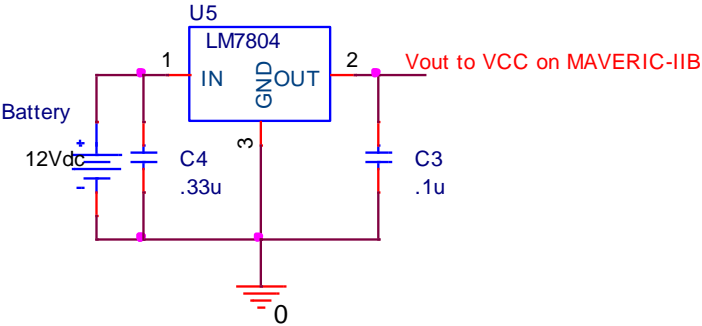 U5
LM7804
1
IN
GND
OUT
2
Vout to VCC on MAVERIC-IIB
Battery
12Vdc
3
C4
.33u
C3
.1u
0